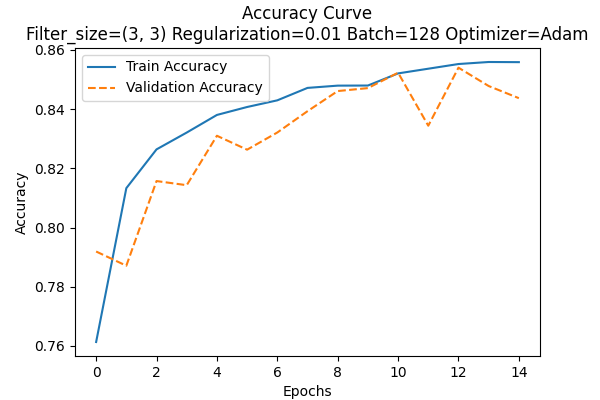 Accuracy Curve
Filter_size=(3, 3) Regularization=0.01 Batch=128 Optimizer=Adam
0.86
Train Accuracy
Validation Accuracy
0.84
0.82
0.80
0.78
0.76
Accuracy
0 2 4 6 8 10 12 14
Epochs